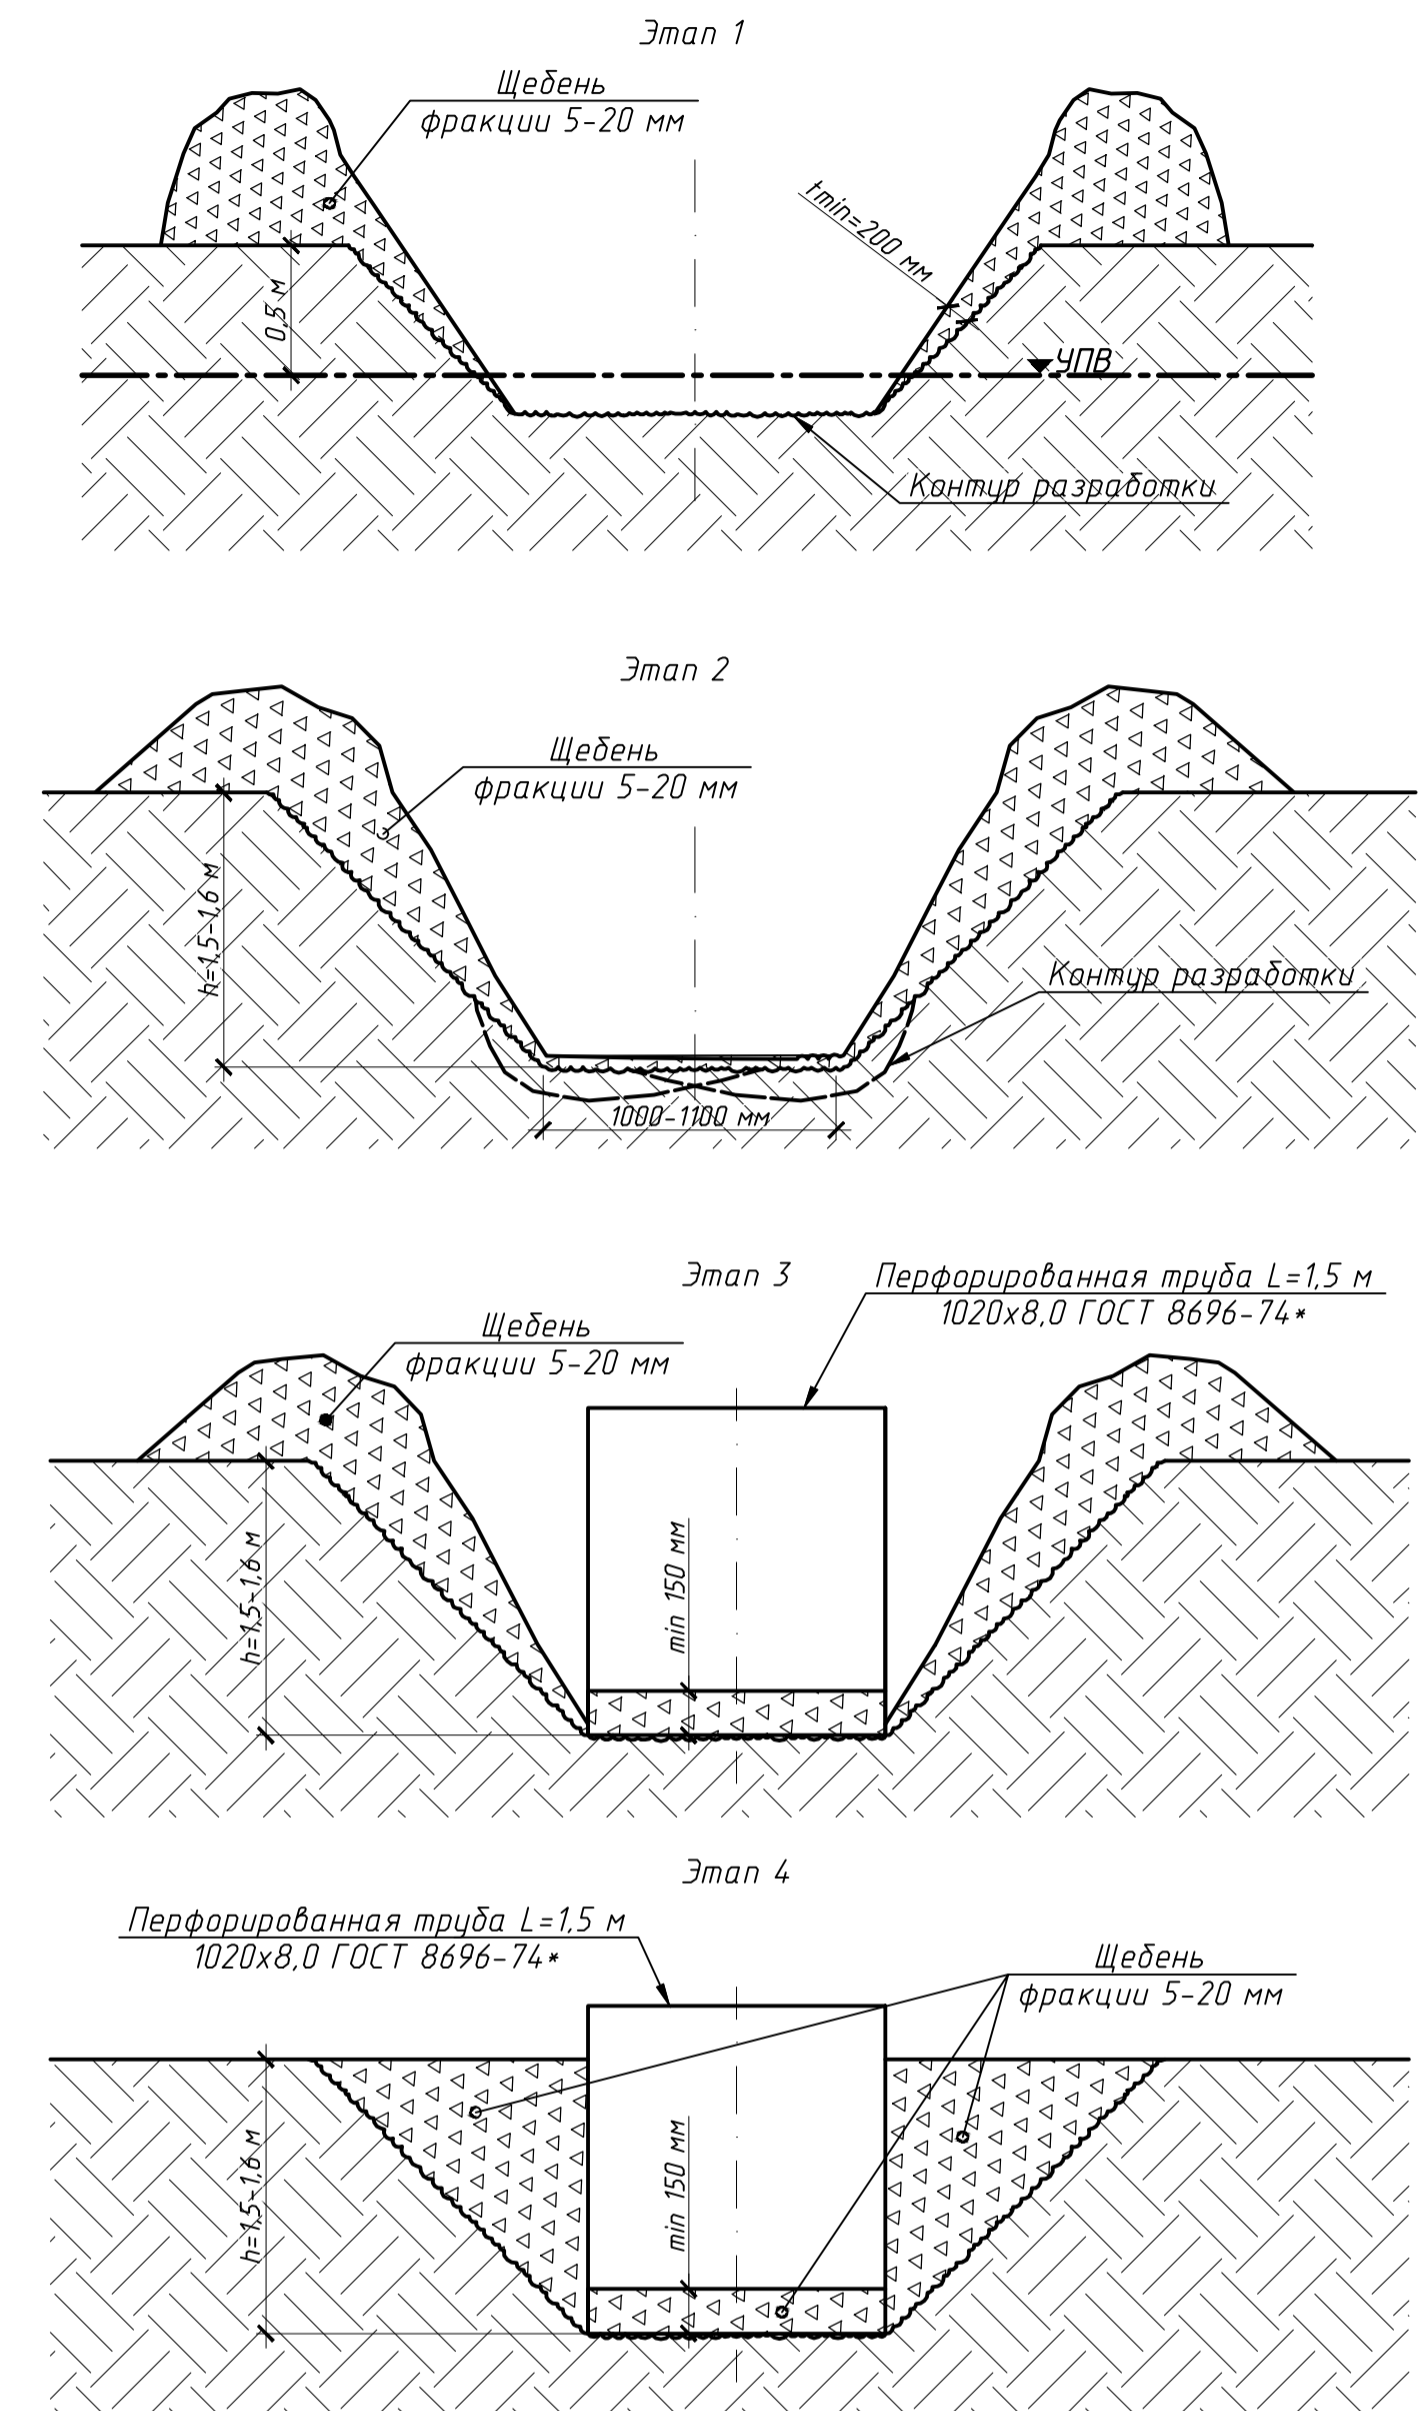 Этап 1
Щебень
фракции 5-20 мм
tmin=200 мм
0,5 м
УПВ
Контур разработки
Этап 2
Щебень
фракции 5-20 мм
h=1,5-1,6 м
Контур разработки
1000-1100 мм
Этап 3
Перфорированная труба L=1,5 м
1020х8,0 ГОСТ 8696-74*
Щебень
фракции 5-20 мм
h=1,5-1,6 м
min 150 мм
Этап 4
Перфорированная труба L=1,5 м
1020х8,0 ГОСТ 8696-74*
Щебень
фракции 5-20 мм
h=1,5-1,6 м
min 150 мм